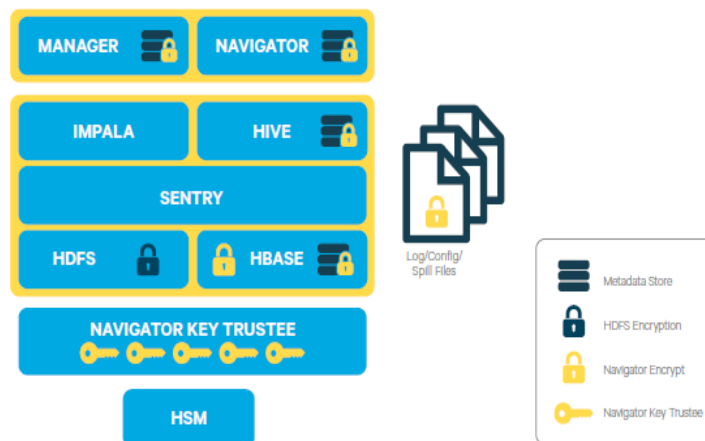 MANAGER
NAVIGATOR
IMPALA
HIVE
SENTRY
HDFS
HBASE
Log/Config/
Spill Files
NAVIGATOR KEY TRUSTEE
HSM
Metadata Store
HDFS Encryption
Navigator Encrypt
Navigator Key Trustee